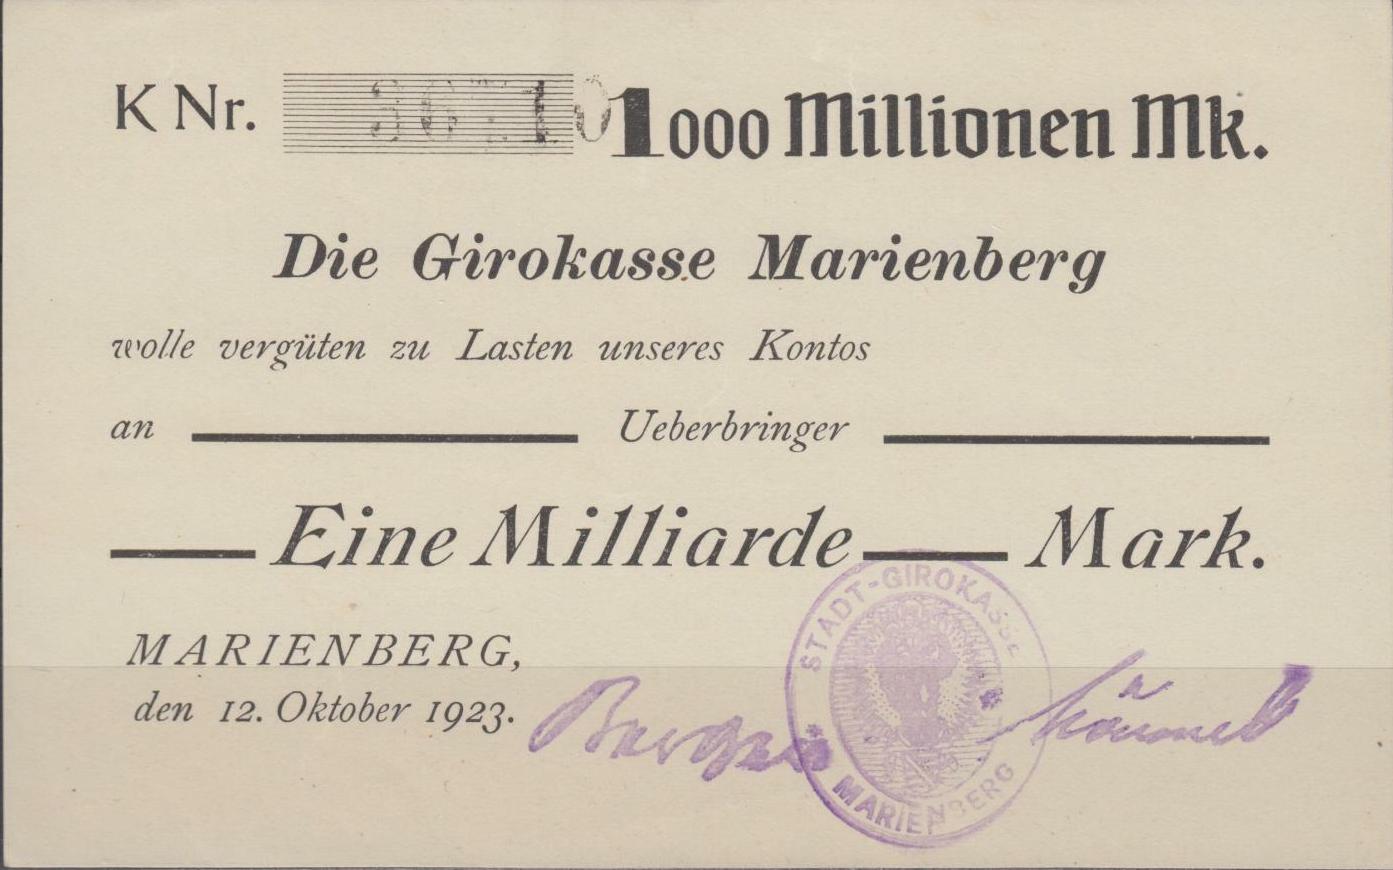 K Nr. 1000 Millionen Mk.
Die Girokasse Marienberg
wolle vergüten zu Lasten unseres Kontos
an Ueberbringer
Eine Milliarde Mark.
MARIENBERG,
den 12. Oktober 1923.
STADT-GIROKASSE
* MARIENBERG *